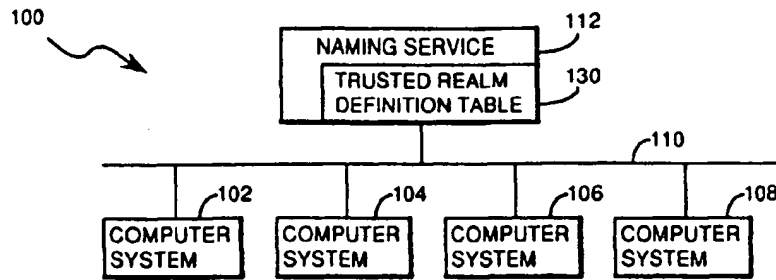 100
NAMING SERVICE
112
TRUSTED REALM
DEFINITION TABLE
130
110
102
104
106
108
COMPUTER
SYSTEM
COMPUTER
SYSTEM
COMPUTER
SYSTEM
COMPUTER
SYSTEM